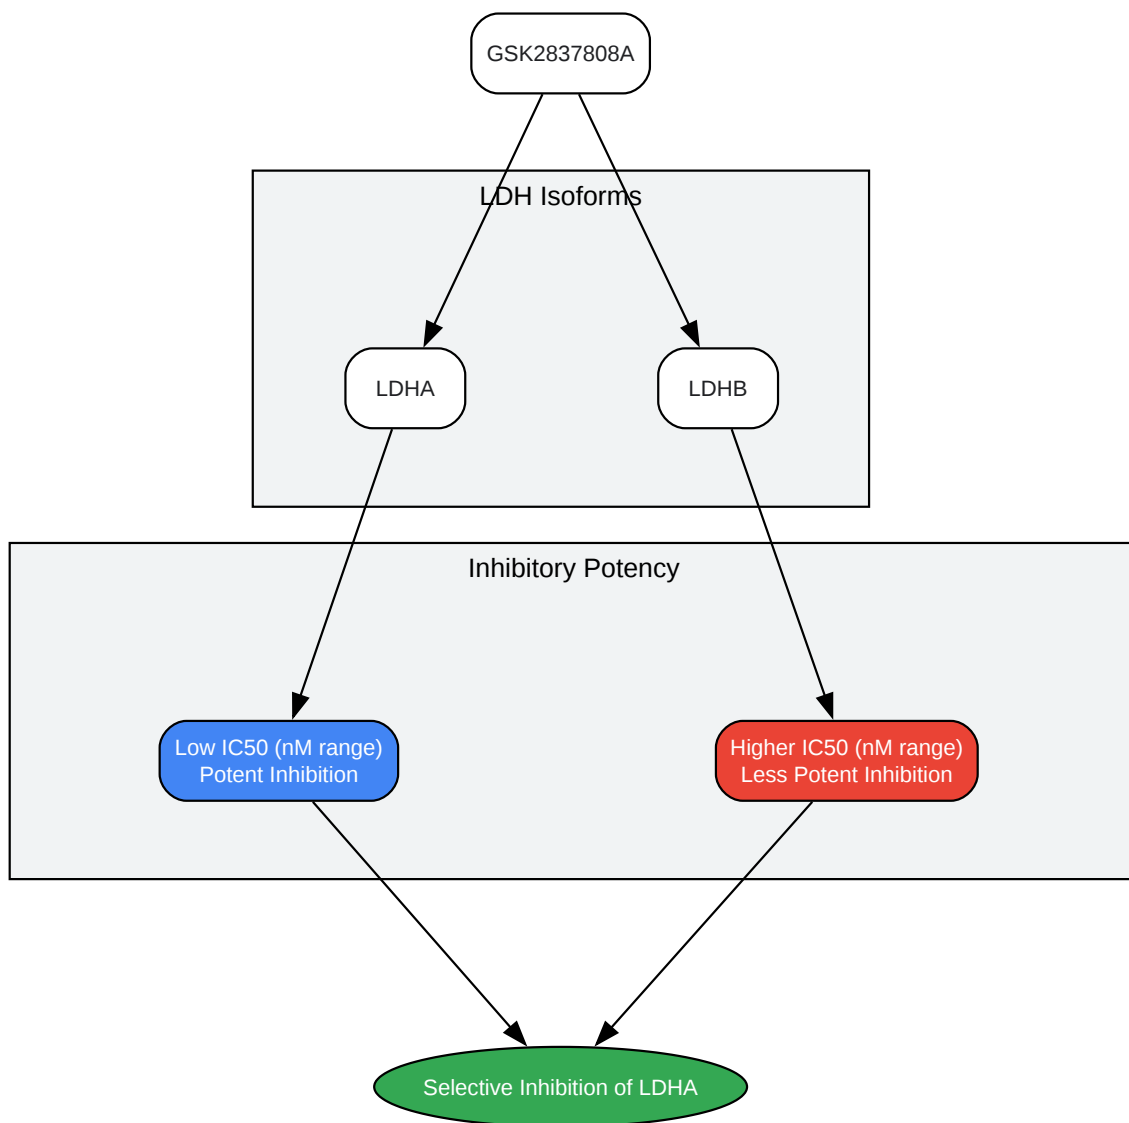 GSK2837808A
LDH Isoforms
LDHA
LDHB
Inhibitory Potency
Low IC50 (nM range)
Potent Inhibition
Higher IC50 (nM range)
Less Potent Inhibition
Selective Inhibition of LDHA